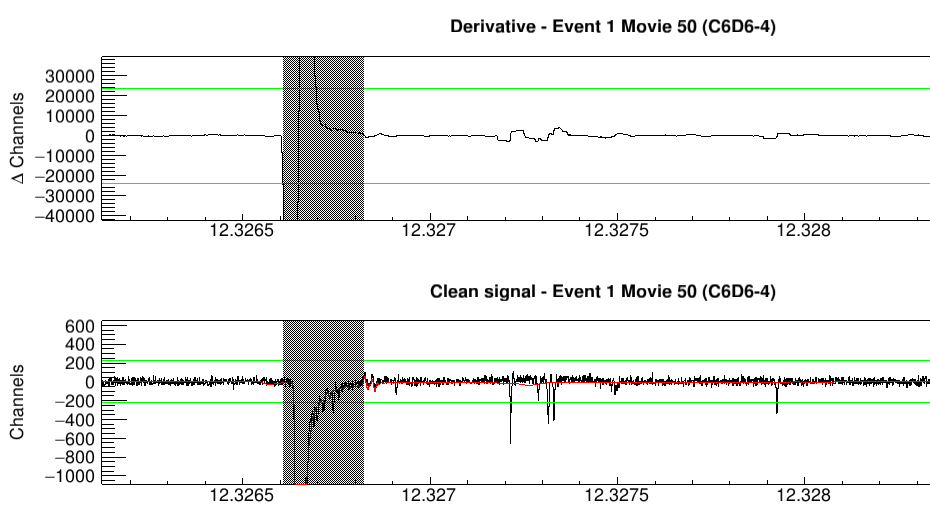 Derivative - Event 1 Movie 50 (C6D6-4)
Δ Channels
30000
20000
10000
0
−10000
−20000
−30000
−40000
12.3265 12.327 12.3275 12.328
Clean signal - Event 1 Movie 50 (C6D6-4)
Channels
600
400
200
0
−200
−400
−600
−800
−1000
12.3265 12.327 12.3275 12.328